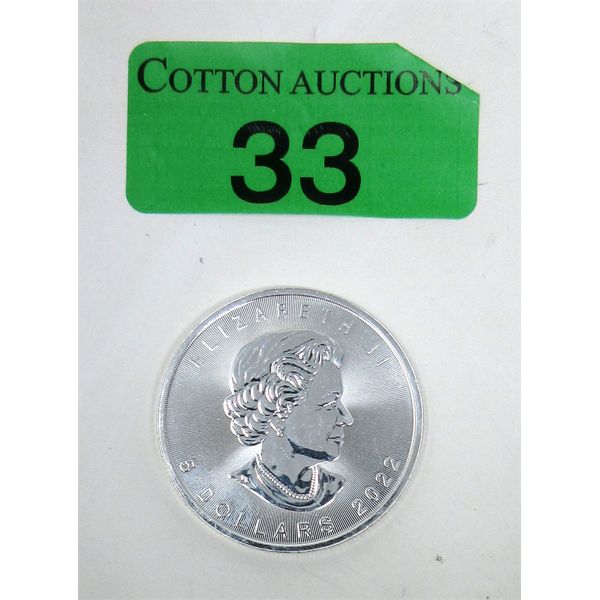 COTTON AUCTIONS
33
ELIZABETH II
5 DOLLARS 2022